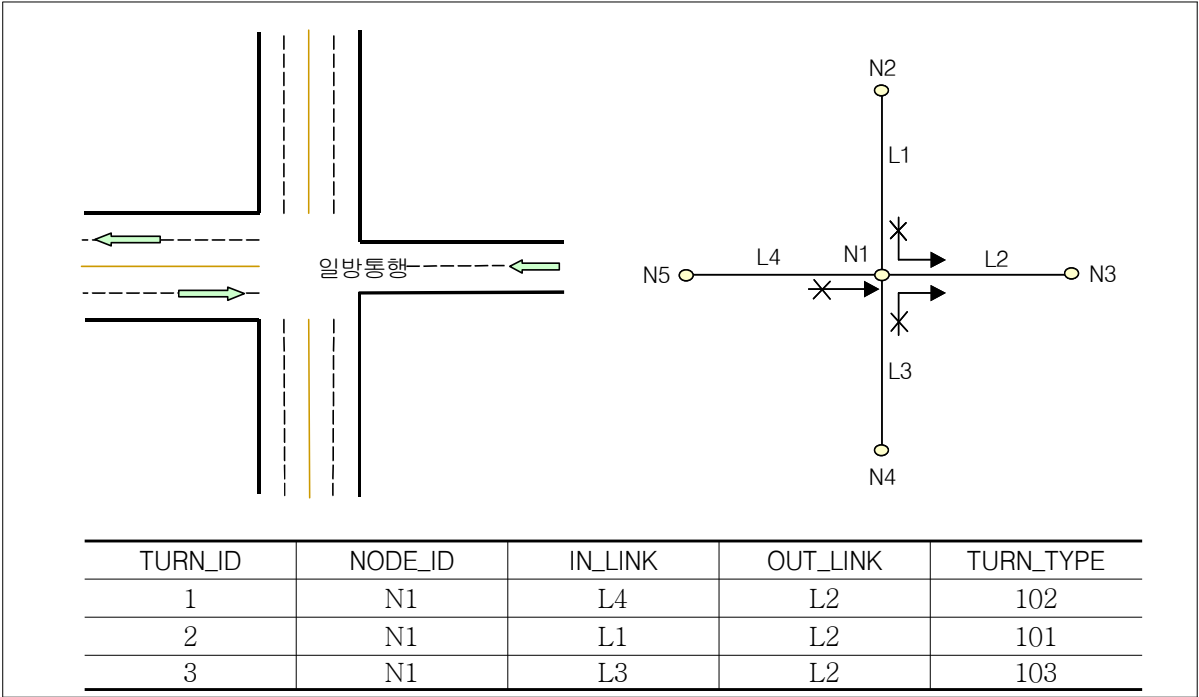 일방통행
N2
L1
N5
L4
N1
L2
N3
L3
N4
TURN_ID NODE_ID IN_LINK OUT_LINK TURN_TYPE
1 N1 L4 L2 102
2 N1 L1 L2 101
3 N1 L3 L2 103